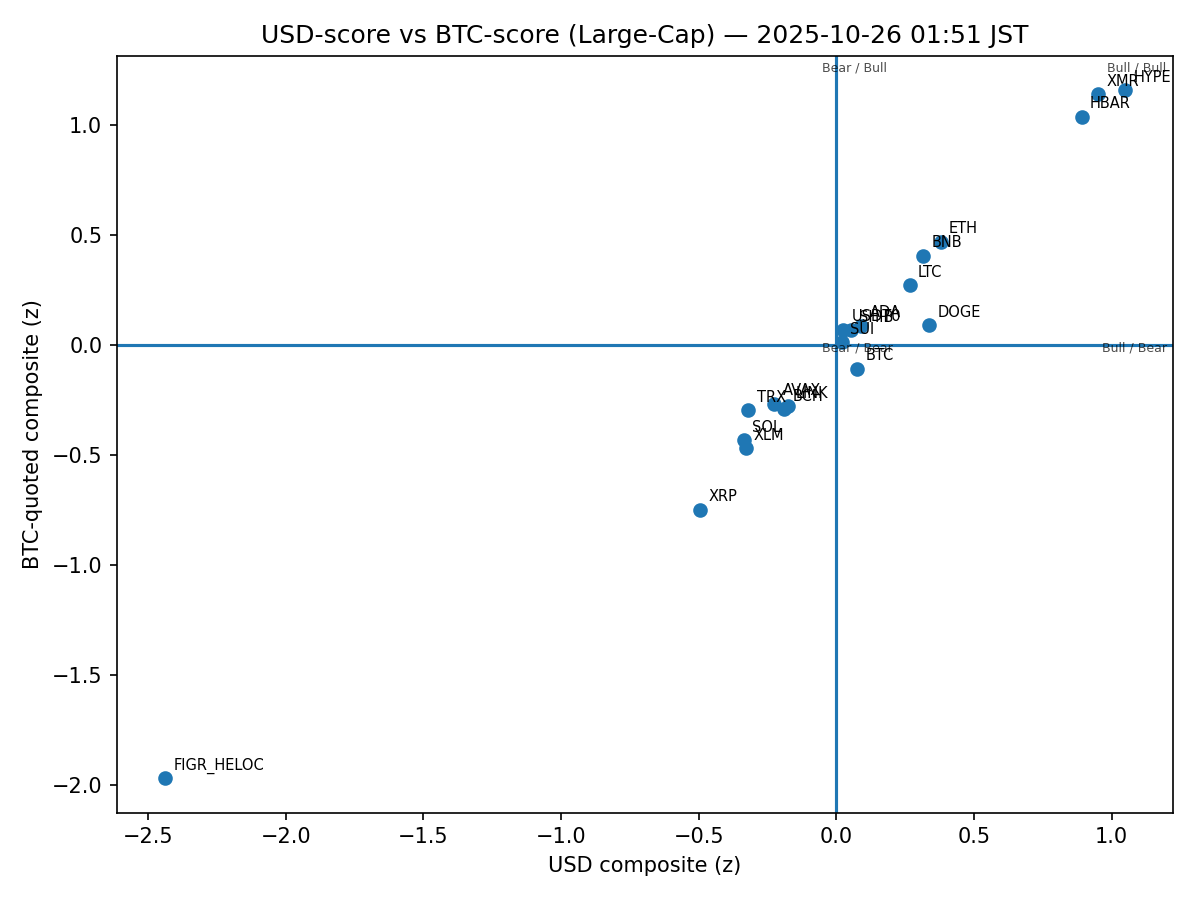 USD-score vs BTC-score (Large-Cap) — 2025-10-26 01:51 JST
Bear / Bull
Bull / Bull
HYPE
XMR
HBAR
1.0
ETH
0.5
BNB
LTC
ADA
DOGE
SHIB
SUI
0.0
Bear / Bear
Bull / Bear
BTC
AVAX
LINK
TRX
BCH
SOL
XLM
−0.5
XRP
−1.0
−1.5
FIGR_HELOC
−2.0
−2.5
−2.0
−1.5
−1.0
−0.5
0.0
0.5
1.0
USD composite (z)
BTC-quoted composite (z)